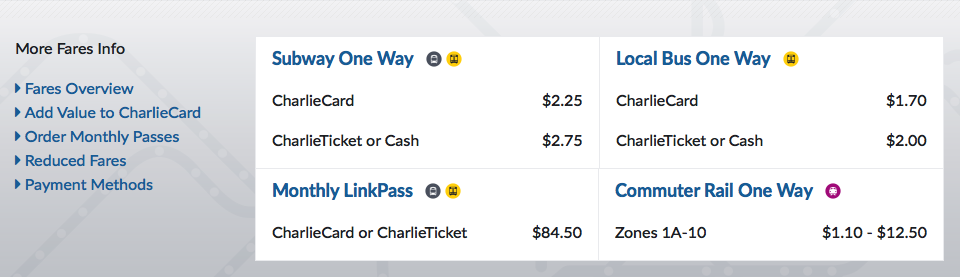 More Fares Info
Fares Overview
Add Value to CharlieCard
Order Monthly Passes
Reduced Fares
Payment Methods
Subway One Way
CharlieCard $2.25
CharlieTicket or Cash $2.75
Local Bus One Way
CharlieCard $1.70
CharlieTicket or Cash $2.00
Monthly LinkPass
CharlieCard or CharlieTicket $84.50
Commuter Rail One Way
Zones 1A-10 $1.10 - $12.50